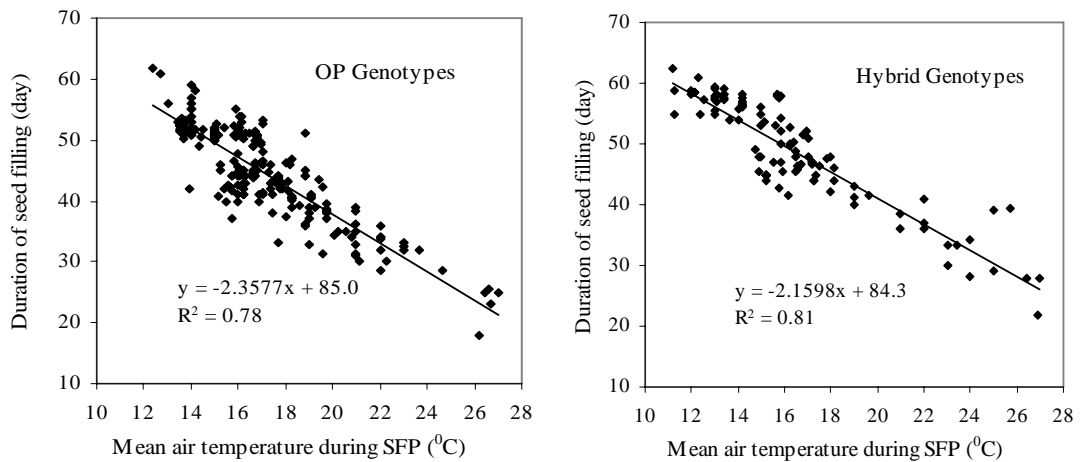 OP Genotypes
Duration of seed filling (day)
70
60
50
40
30
20
10
y = -2.3577x + 85.0
R² = 0.78
10 12 14 16 18 20 22 24 26 28
Mean air temperature during SFP (⁰C)
Hybrid Genotypes
Duration of seed filling (day)
70
60
50
40
30
20
10
y = -2.1598x + 84.3
R² = 0.81
10 12 14 16 18 20 22 24 26 28
Mean air temperature during SFP (⁰C)